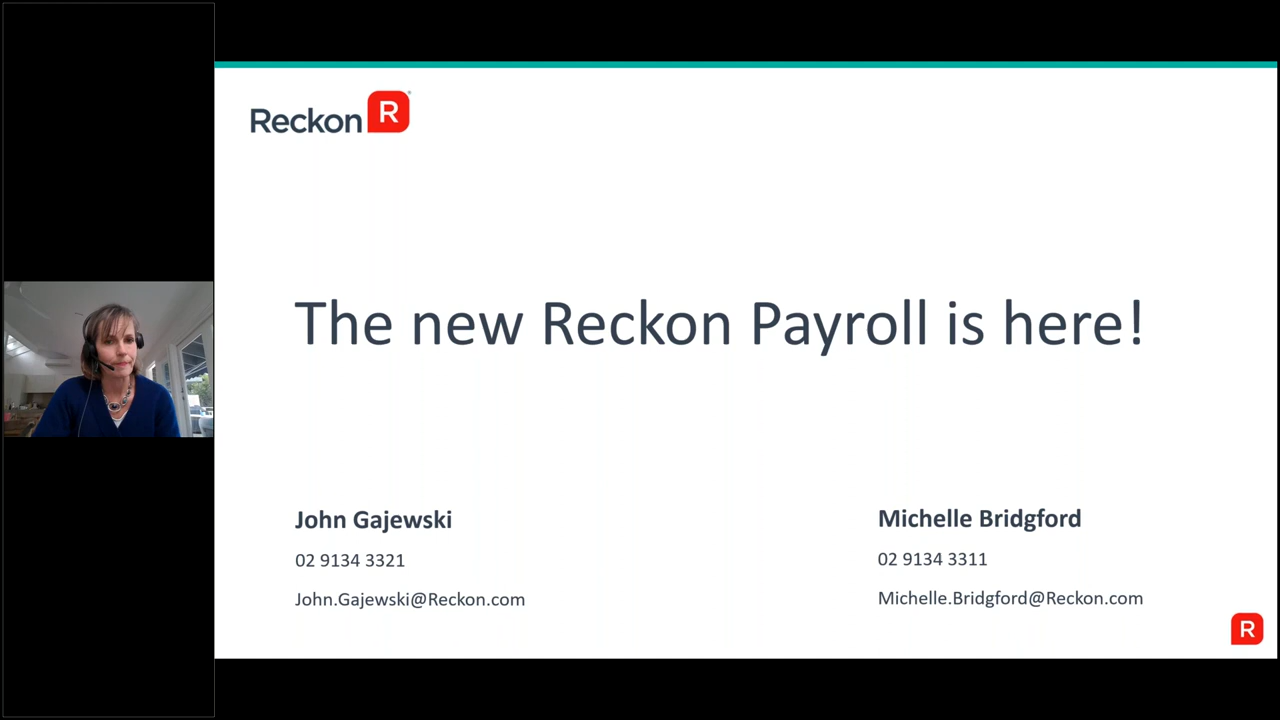 Reckon R
The new Reckon Payroll is here!
John Gajewski
02 9134 3321
John.Gajewski@Reckon.com
Michelle Bridgford
02 9134 3311
Michelle.Bridgford@Reckon.com
R